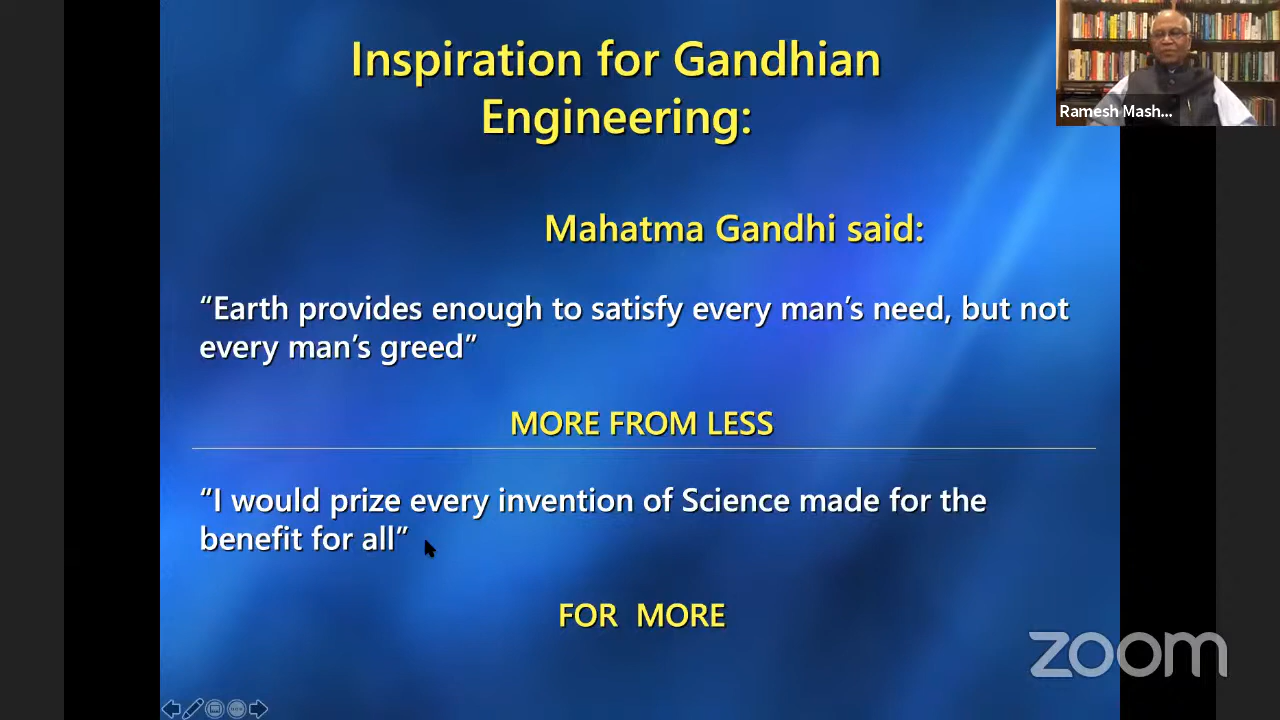 Inspiration for Gandhian
Engineering:
Ramesh Mash...
Mahatma Gandhi said:
“Earth provides enough to satisfy every man’s need, but not
every man’s greed”
MORE FROM LESS
“I would prize every invention of Science made for the
benefit for all”
FOR MORE
zoom